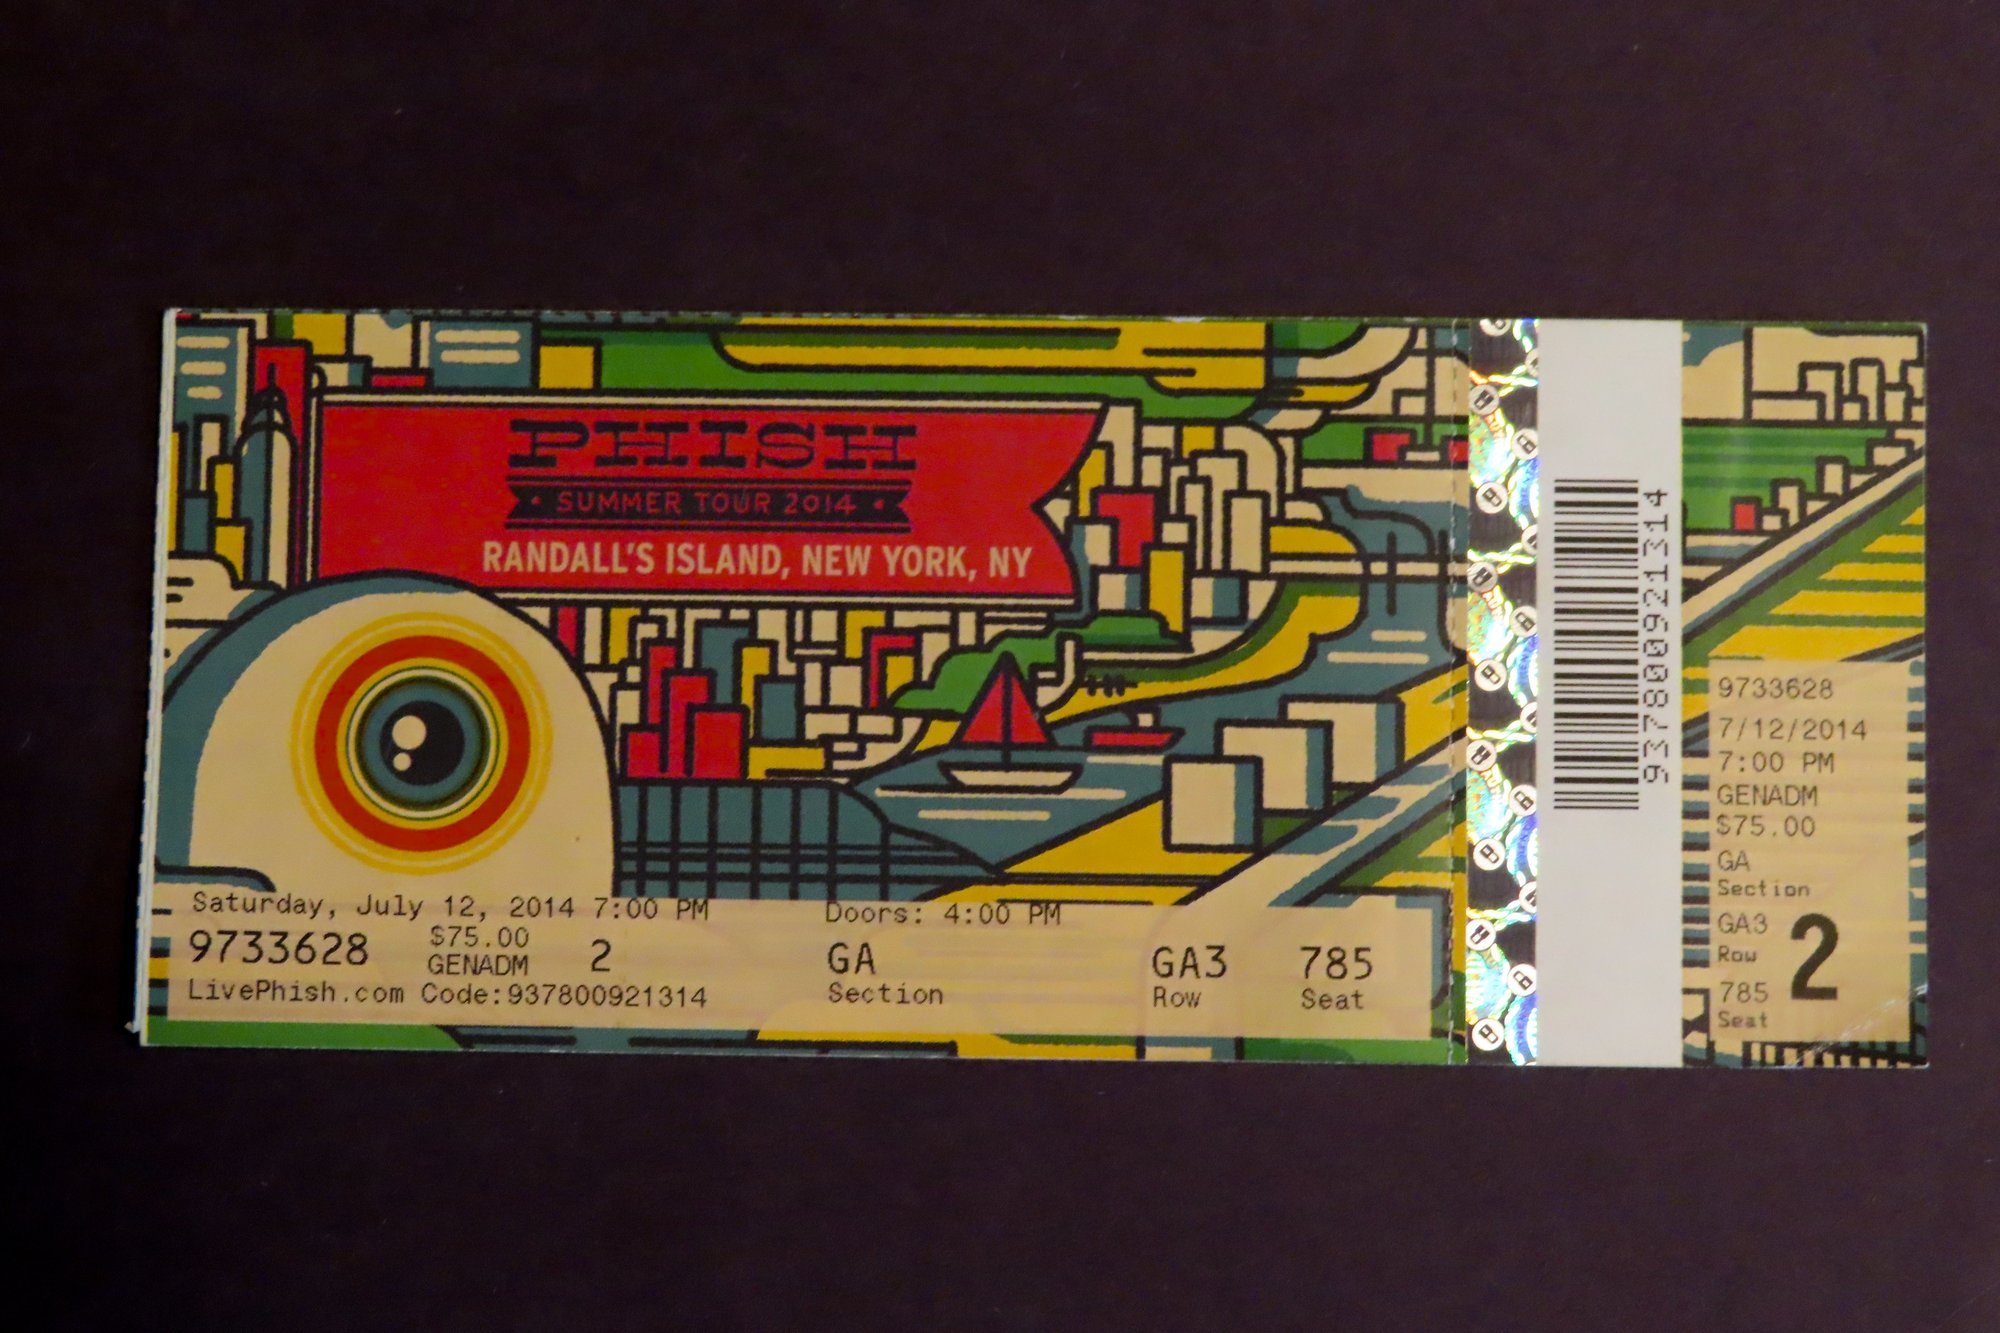 PHISH
• SUMMER TOUR 2014 •
RANDALL'S ISLAND, NEW YORK, NY
Saturday, July 12, 2014 7:00 PM
Doors: 4:00 PM
9733628
$75.00
GENADM
2
GA
Section
GA3
Row
785
Seat
LivePhish.com Code:937800921314
937800921314
9733628
7/12/2014
7:00 PM
GENADM
$75.00
GA
Section
GA3
Row
785
Seat
2